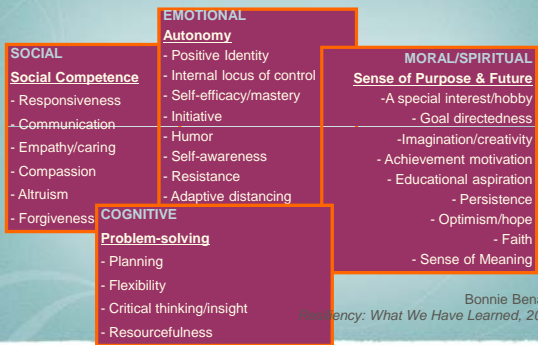 EMOTIONAL
Autonomy
- Positive Identity
- Internal locus of control
- Self-efficacy/mastery
- Initiative
- Humor
- Self-awareness
- Resistance
- Adaptive distancing
SOCIAL
Social Competence
- Responsiveness
- Communication
- Empathy/caring
- Compassion
- Altruism
- Forgiveness
MORAL/SPIRITUAL
Sense of Purpose & Future
-A special interest/hobby
- Goal directedness
-Imagination/creativity
- Achievement motivation
- Educational aspiration
- Persistence
- Optimism/hope
- Faith
- Sense of Meaning
COGNITIVE
Problem-solving
- Planning
- Flexibility
- Critical thinking/insight
- Resourcefulness
Bonnie
What We Have Learned,